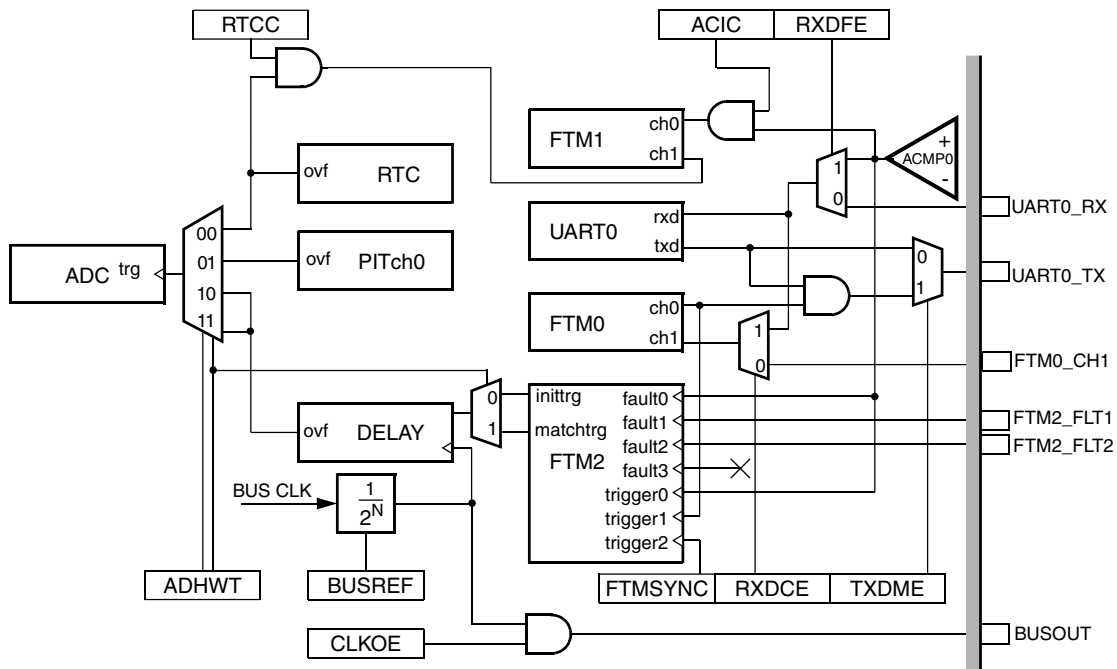 RTCC
ACIC RXDFE
FTM1 ch0
ch1
+
ACMP0
-
1
0
ovf RTC
UART0_RX
UART0 rxd
txd
00
01
10
11
ADC trg
ovf PITch0
0
1
UART0_TX
FTM0 ch0
ch1
1
0
FTM0_CH1
0
1
inittrg
matchtrg
FTM2
fault0
fault1
fault2
fault3
trigger0
trigger1
trigger2
FTM2_FLT1
FTM2_FLT2
ovf DELAY
BUS CLK
1
2N
ADHWT BUSREF FTMSYNC RXDCE TXDME
CLKOE
BUSOUT